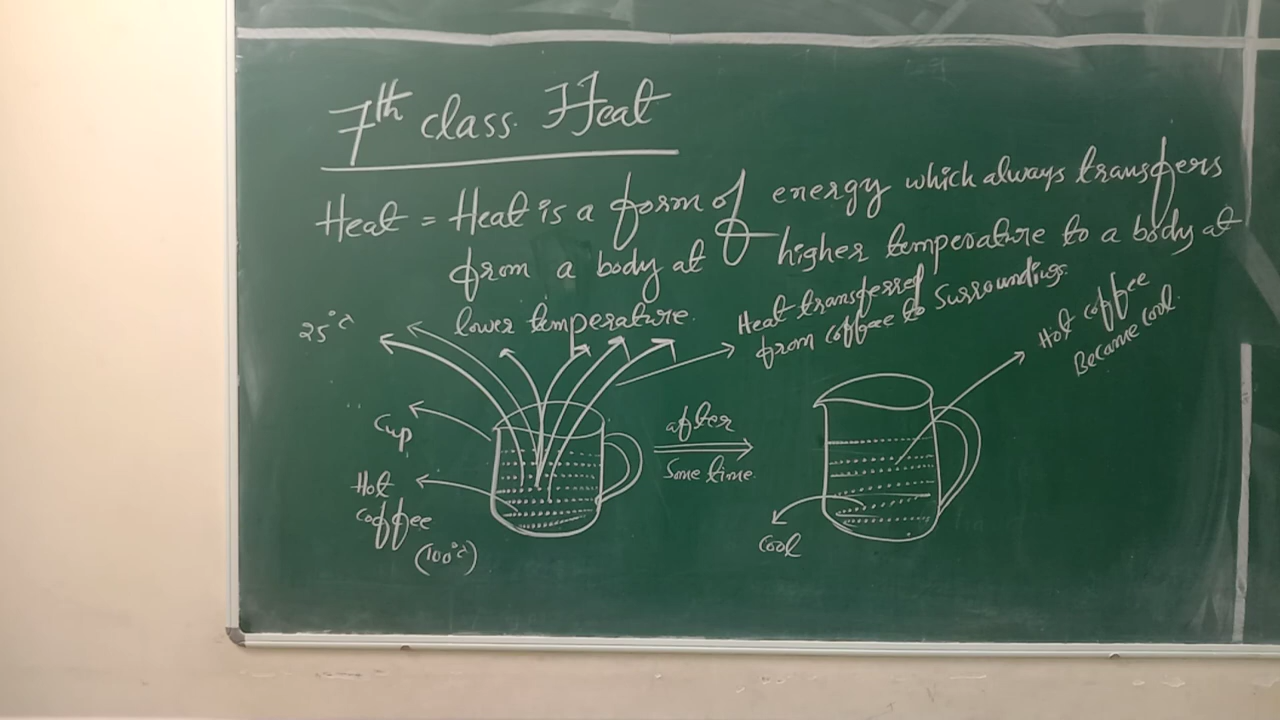 7th class. Heat
Heat = Heat is a form of energy which always transfers
from a body at higher temperature to a body at
lower temperature.
25°c
Heat transferred
from coffee to Surroundings.
Hot coffee
Became cool.
Cup
after
Some time.
Hot
coffee
(100°c)
cool